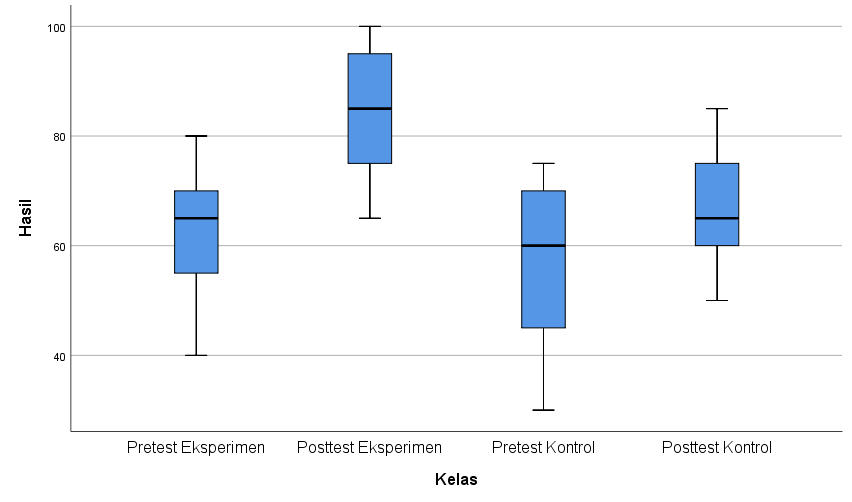 100
80
60
40
Hasil
Pretest Eksperimen
Posttest Eksperimen
Pretest Kontrol
Posttest Kontrol
Kelas